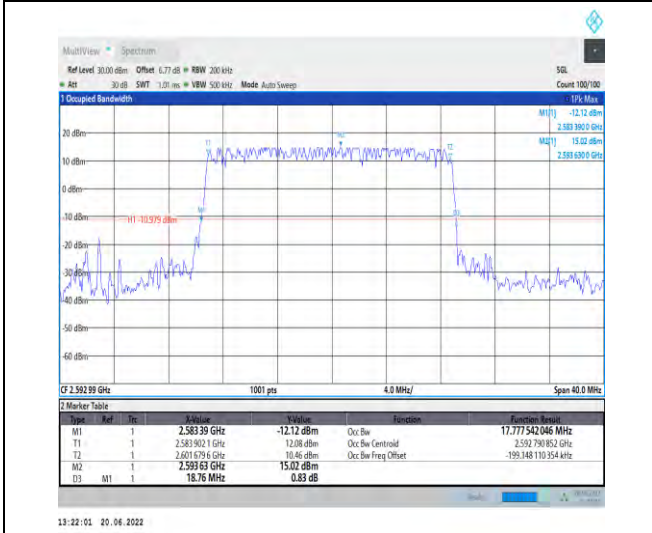 MultiView Spectrum
Ref Level 30.00 dBm Offset 6.77 dB RBW 200 kHz SGL
Att 30 dB SWT 1.01 ms VBW 500 kHz Mode Auto Sweep Count 100/100
1 Occupied Bandwidth 1Pk Max
M1[1] -12.12 dBm
2.583 390 0 GHz
M2[1] 15.02 dBm
2.593 630 0 GHz
20 dBm
10 dBm
0 dBm
-10 dBm
H1 -10.979 dBm
-20 dBm
-30 dBm
-40 dBm
-50 dBm
-60 dBm
T1
M2
T2
M1
D3
CF 2.592 99 GHz 1001 pts 4.0 MHz/ Span 40.0 MHz
2 Marker Table
Type Ref Trc X-Value Y-Value Function Function Result
M1 1 2.583 39 GHz -12.12 dBm Occ Bw 17.777 542 046 MHz
T1 1 2.583 902 1 GHz 12.08 dBm Occ Bw Centroid 2.592 790 852 GHz
T2 1 2.601 679 6 GHz 10.46 dBm Occ Bw Freq Offset -199.148 110 354 kHz
M2 1 2.593 63 GHz 15.02 dBm
D3 M1 1 18.76 MHz 0.83 dB
13:22:01 20.06.2022